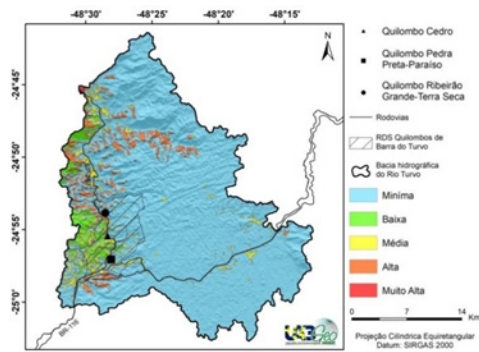 -48°30' -48°25' -48°20' -48°15'
-24°45'
-24°50'
-24°55'
-25°0'
N
BR-116
Quilombo Cedro
Quilombo Pedra
Preta-Paraíso
Quilombo Ribeirão
Grande-Terra Seca
Rodovias
RDS Quilombos de
Barra do Turvo
Bacia hidrográfica
do Rio Turvo
Mínima
Baixa
Média
Alta
Muito Alta
0 7 14
Km
Projeção Cilíndrica Equiretangular
Datum: SIRGAS 2000